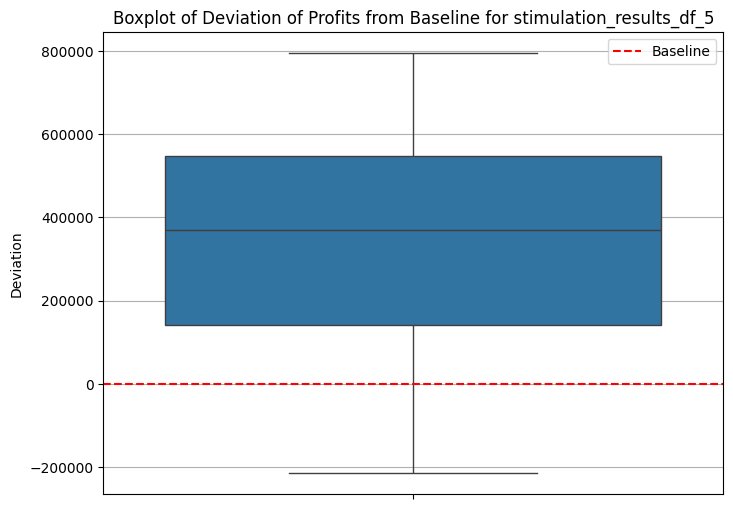 Boxplot of Deviation of Profits from Baseline for stimulation_results_df_5
Baseline
800000
600000
400000
200000
0
−200000
Deviation